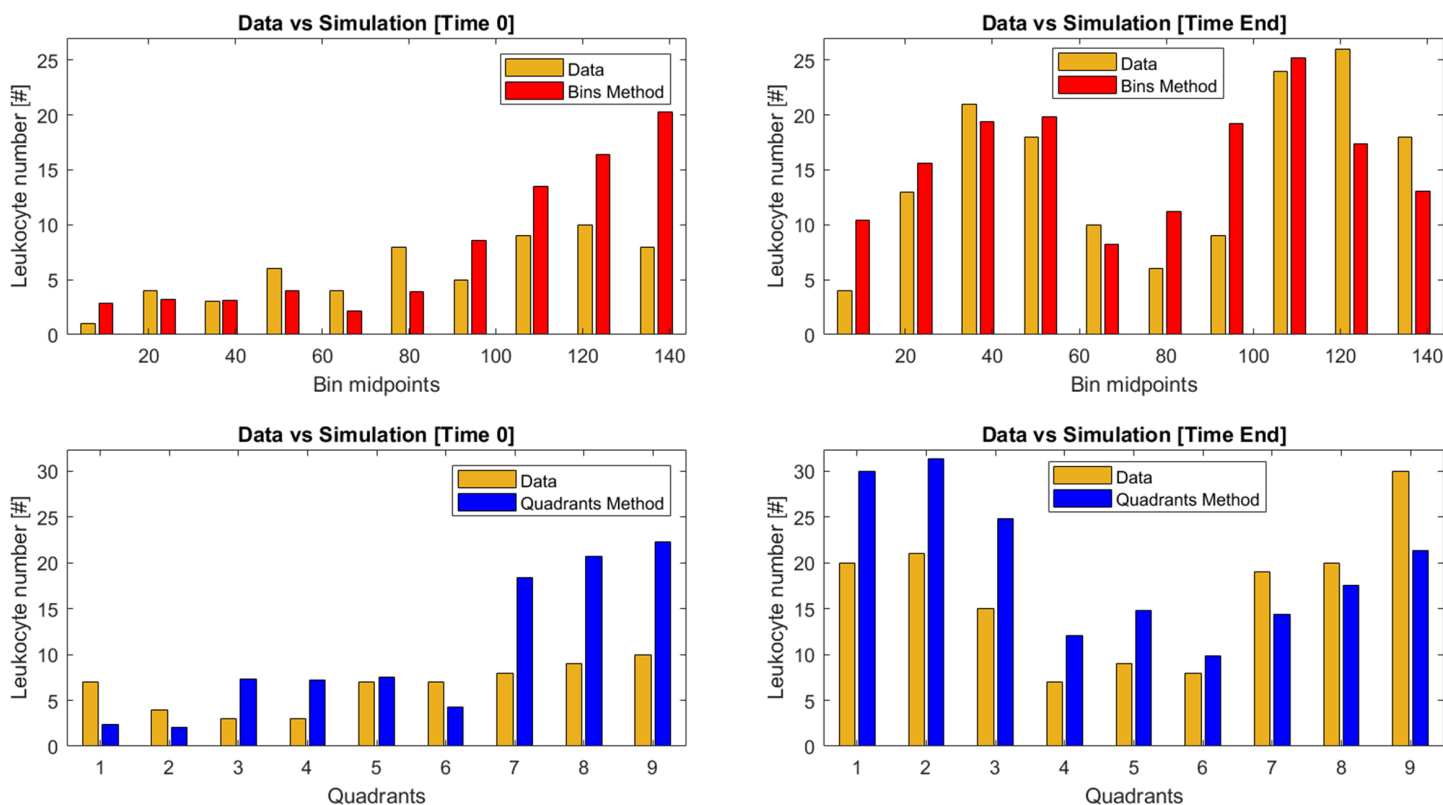 Data vs Simulation [Time 0]
Leukocyte number [#]
25
20
15
10
5
0
Data
Bins Method
20 40 60 80 100 120 140
Bin midpoints
Data vs Simulation [Time End]
Leukocyte number [#]
25
20
15
10
5
0
Data
Bins Method
20 40 60 80 100 120 140
Bin midpoints
Data vs Simulation [Time 0]
Leukocyte number [#]
30
25
20
15
10
5
0
Data
Quadrants Method
1 2 3 4 5 6 7 8 9
Quadrants
Data vs Simulation [Time End]
Leukocyte number [#]
30
25
20
15
10
5
0
Data
Quadrants Method
1 2 3 4 5 6 7 8 9
Quadrants